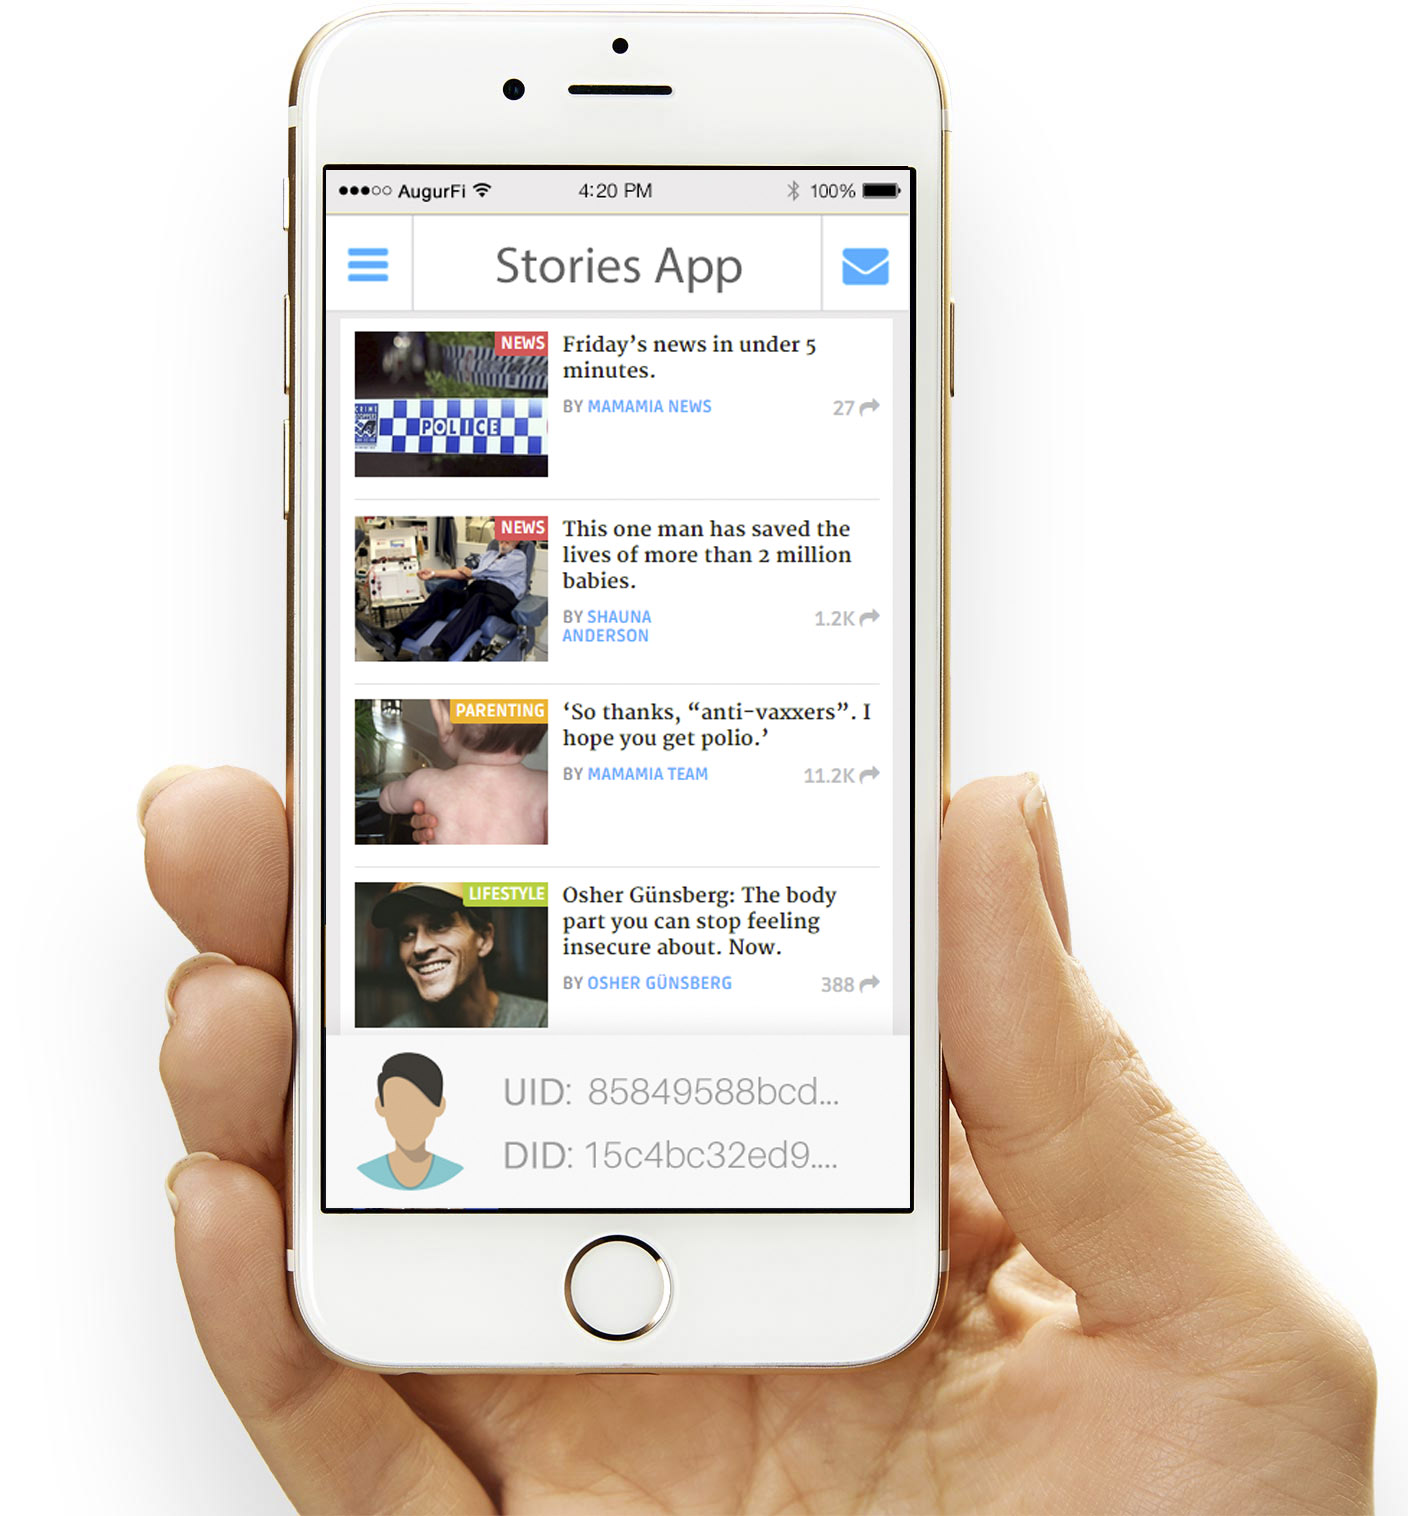 AugurFi 4:20 PM 100%
Stories App
NEWS
POLICE
Friday's news in under 5
minutes.
BY MAMAMIA NEWS 27
NEWS
This one man has saved the
lives of more than 2 million
babies.
BY SHAUNA
ANDERSON
1.2K
PARENTING
‘So thanks, “anti-vaxxers”. I
hope you get polio.’
BY MAMAMIA TEAM 11.2K
LIFESTYLE
Osher Günsberg: The body
part you can stop feeling
insecure about. Now.
BY OSHER GÜNSBERG 388
UID: 85849588bcd...
DID: 15c4bc32ed9....